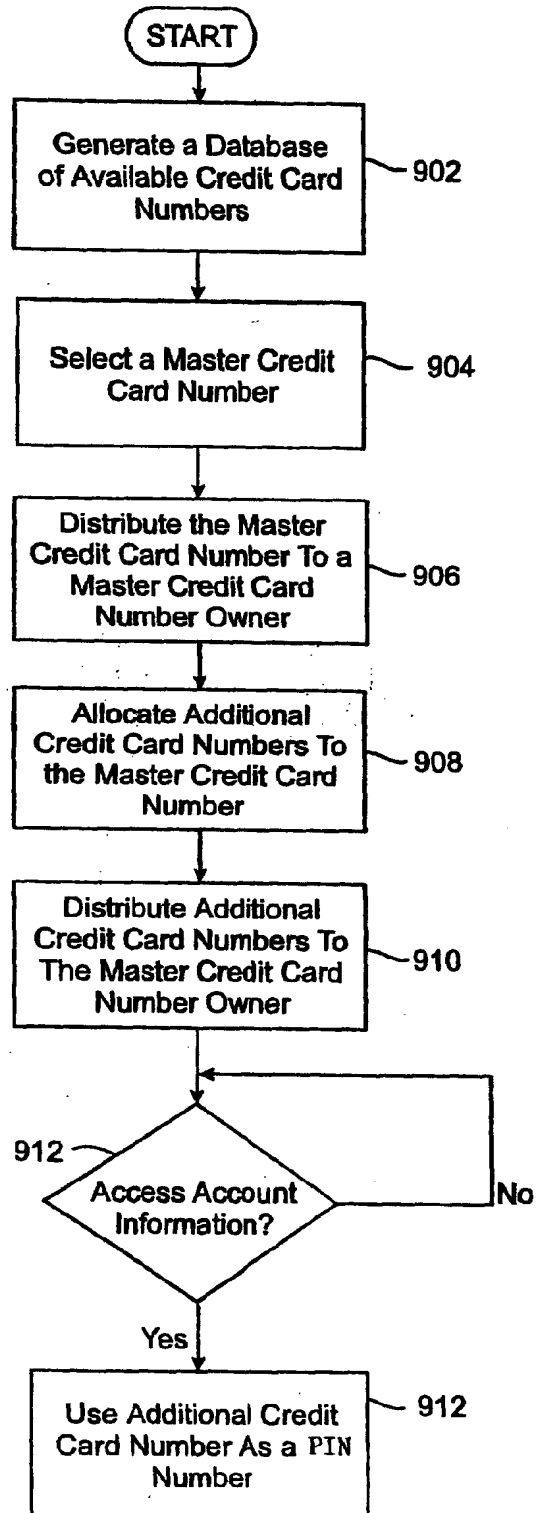 START
Generate a Database
of Available Credit Card
Numbers
902
Select a Master Credit
Card Number
904
Distribute the Master
Credit Card Number To a
Master Credit Card
Number Owner
906
Allocate Additional
Credit Card Numbers To
the Master Credit Card
Number
908
Distribute Additional
Credit Card Numbers To
The Master Credit Card
Number Owner
910
912
Access Account
Information?
No
Yes
Use Additional Credit
Card Number As a PIN
Number
912